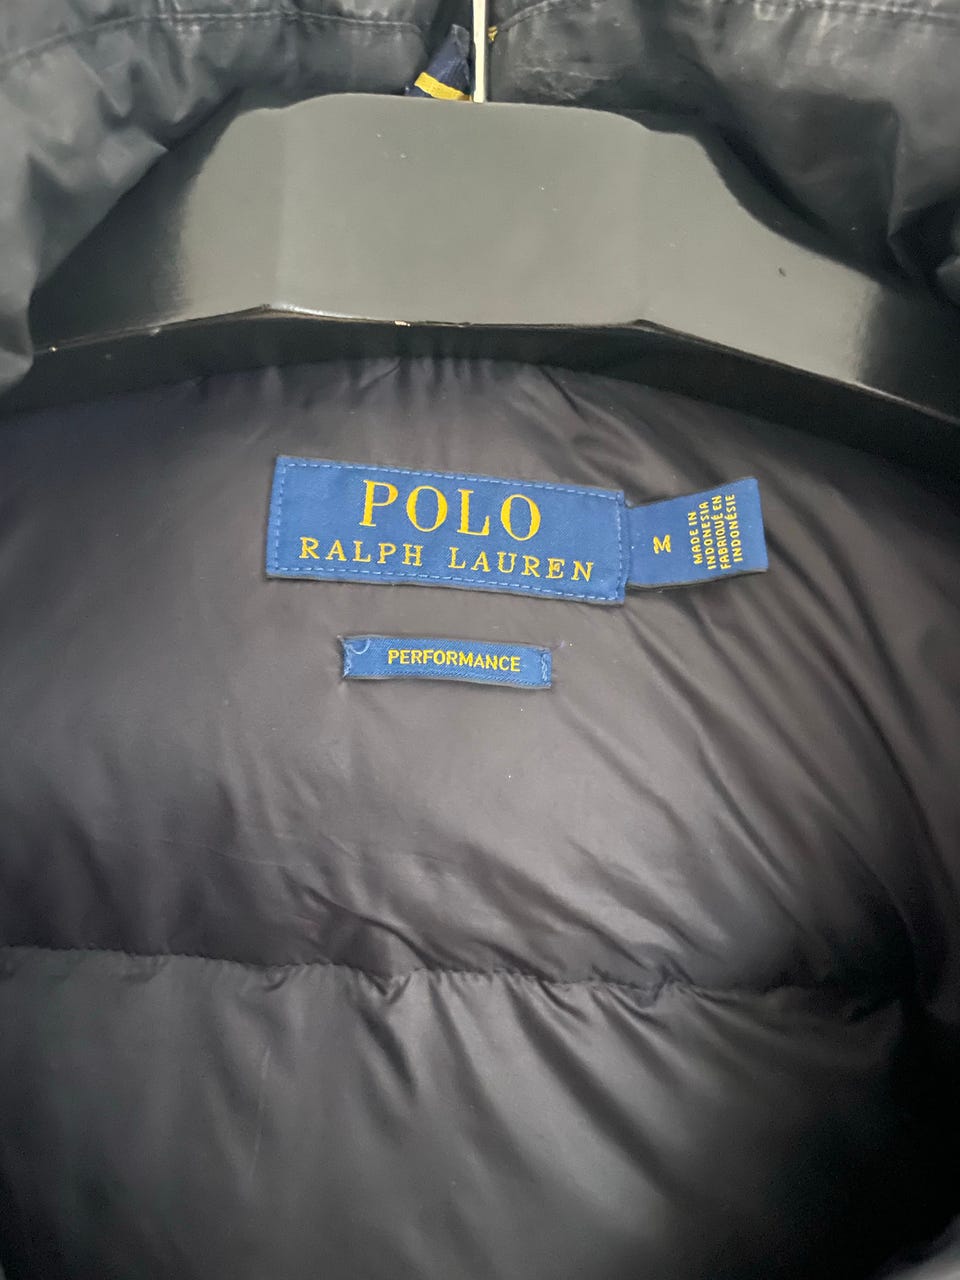 POLO
RALPH LAUREN
M
MADE IN
INDONESIA
FABRIQUÉ EN
INDONÉSIE
PERFORMANCE